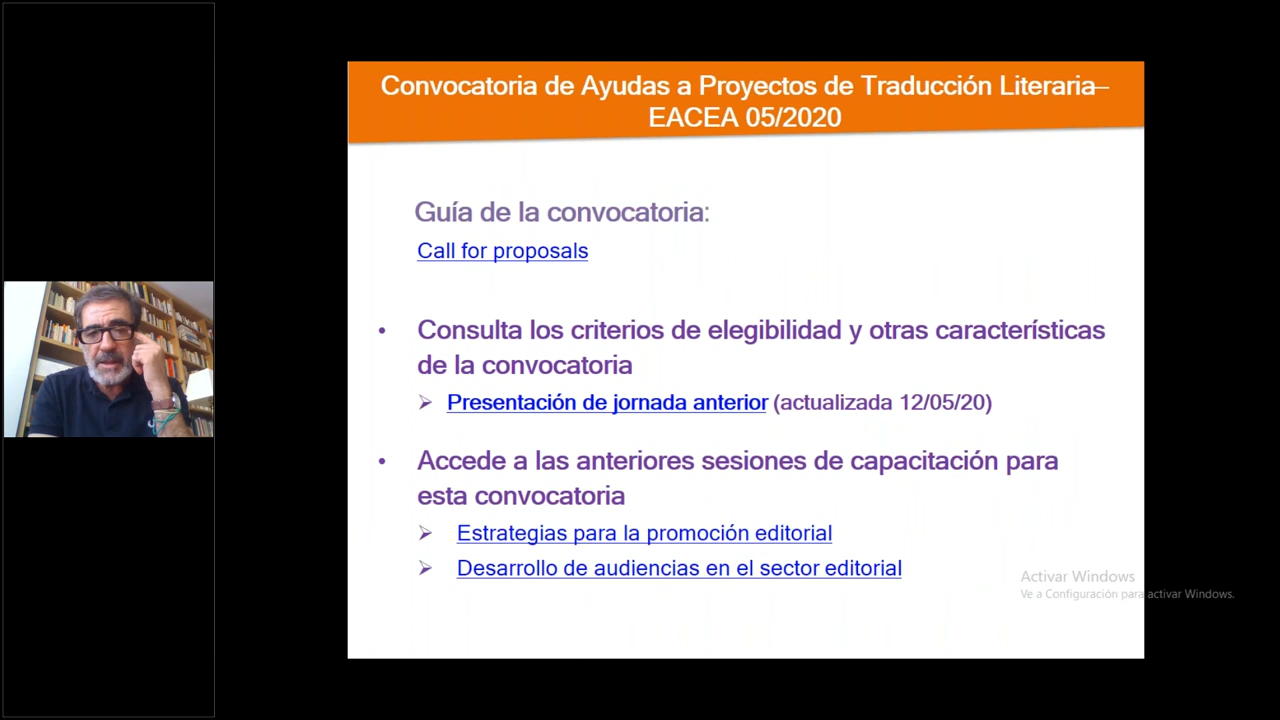 Convocatoria de Ayudas a Proyectos de Traducción Literaria–
EACEA 05/2020
Guía de la convocatoria:
Call for proposals
• Consulta los criterios de elegibilidad y otras características
de la convocatoria
➢ Presentación de jornada anterior (actualizada 12/05/20)
• Accede a las anteriores sesiones de capacitación para
esta convocatoria
➢ Estrategias para la promoción editorial
➢ Desarrollo de audiencias en el sector editorial
Activar Windows
Ve a Configuración para activar Windows.